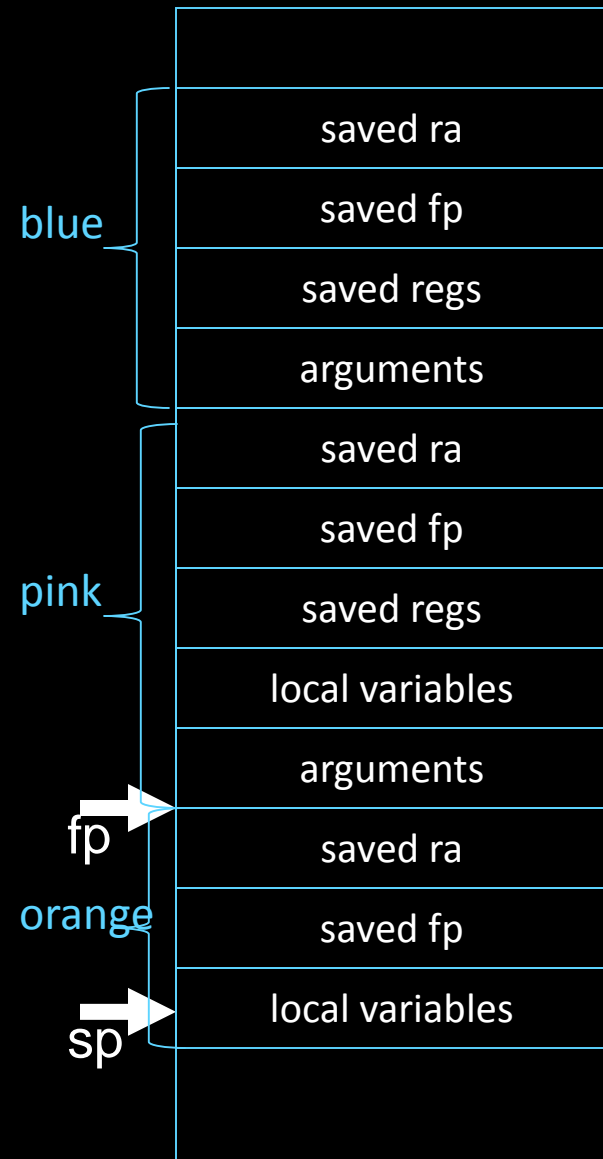 saved ra
saved fp
blue
saved regs
arguments
saved ra
saved fp
pink
saved regs
local variables
arguments
fp
saved ra
orange
saved fp
local variables
sp